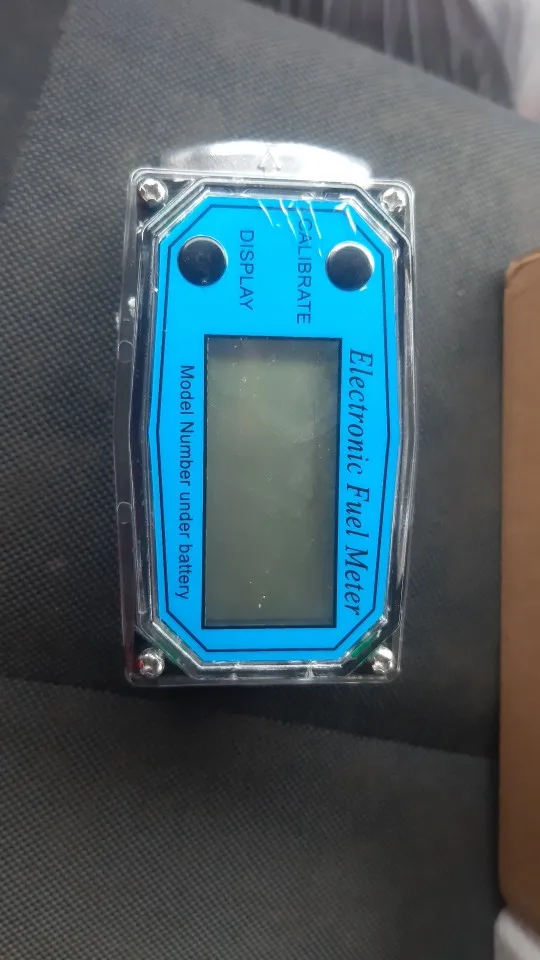 Electronic Fuel Meter
CALIBRATE
DISPLAY
Model Number under battery